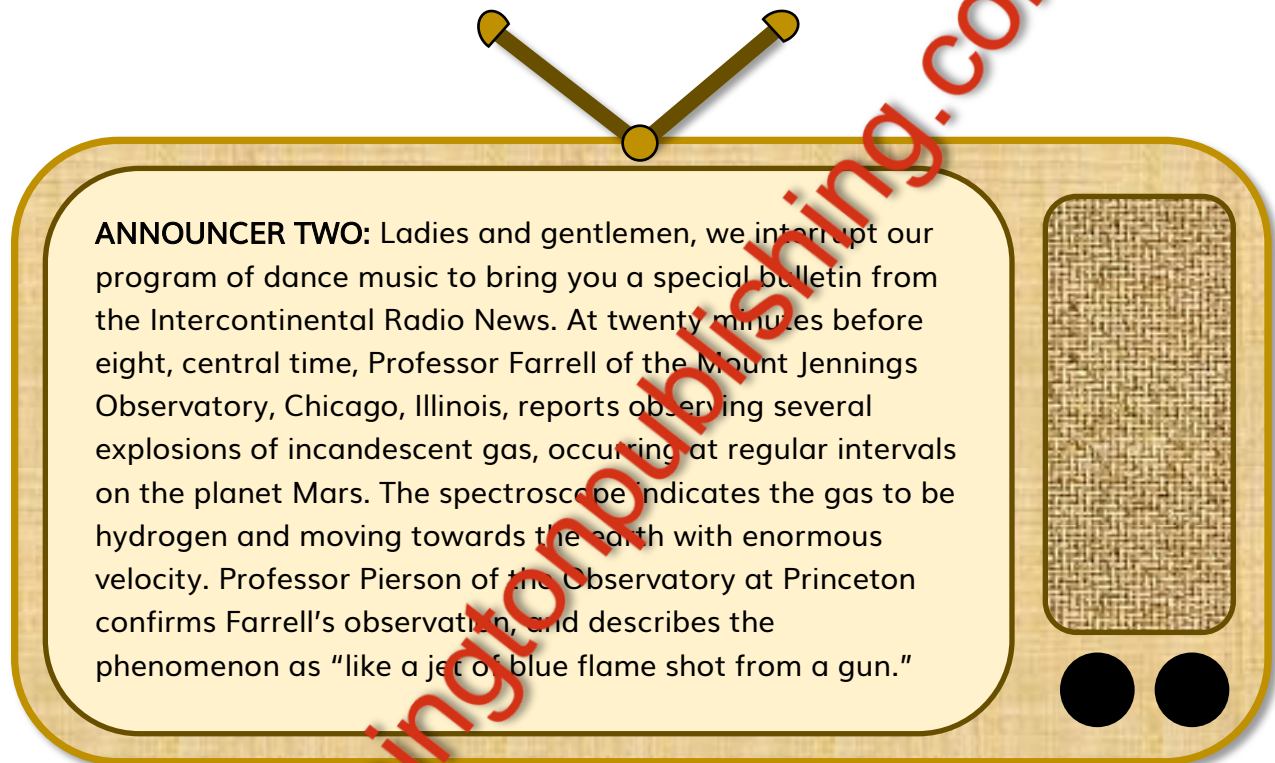 ANNOUNCER TWO: Ladies and gentlemen, we interrupt our
program of dance music to bring you a special bulletin from
the Intercontinental Radio News. At twenty minutes before
eight, central time, Professor Farrell of the Mount Jennings
Observatory, Chicago, Illinois, reports observing several
explosions of incandescent gas, occurring at regular intervals
on the planet Mars. The spectroscope indicates the gas to be
hydrogen and moving towards the earth with enormous
velocity. Professor Pierson of the Observatory at Princeton
confirms Farrell’s observation, and describes the
phenomenon as “like a jet of blue flame shot from a gun.”
ingtonpublishing.co